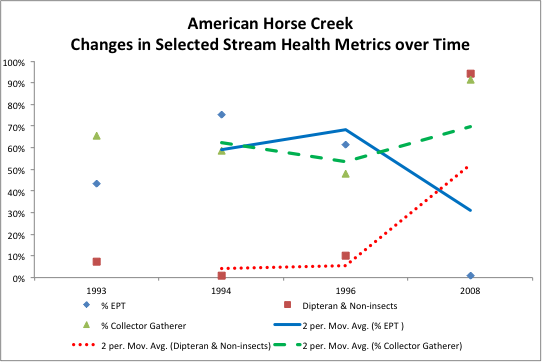 American Horse Creek
Changes in Selected Stream Health Metrics over Time
100%
90%
80%
70%
60%
50%
40%
30%
20%
10%
0%
1993 1994 1996 2008
% EPT Dipteran & Non-insects
% Collector Gatherer 2 per. Mov. Avg. (% EPT )
2 per. Mov. Avg. (Dipteran & Non-insects) 2 per. Mov. Avg. (% Collector Gatherer)